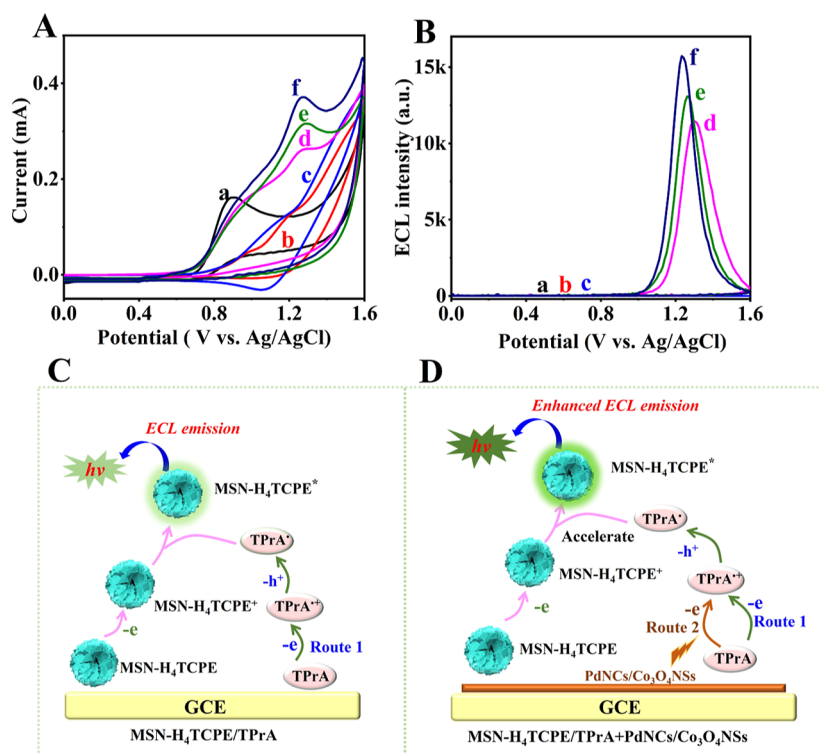 A
0.4
0.2
0.0
Current (mA)
a
b
c
d
e
f
0.0
0.4
0.8
1.2
1.6
Potential ( V vs. Ag/AgCl)
B
15k
10k
5k
0
ECL intensity (a.u.)
a
b
c
d
e
f
0.0
0.4
0.8
1.2
1.6
Potential (V vs. Ag/AgCl)
C
ECL emission
hν
MSN-H₄TCPE*
TPrA•
-h⁺
MSN-H₄TCPE⁺
TPrA•⁺
-e
-e
Route 1
MSN-H₄TCPE
TPrA
GCE
MSN-H₄TCPE/TPrA
D
Enhanced ECL emission
hν
MSN-H₄TCPE*
TPrA•
Accelerate
-h⁺
MSN-H₄TCPE⁺
TPrA•⁺
-e
-e
-e
Route 2
Route 1
MSN-H₄TCPE
TPrA
PdNCs/Co₃O₄NSs
GCE
MSN-H₄TCPE/TPrA+PdNCs/Co₃O₄NSs